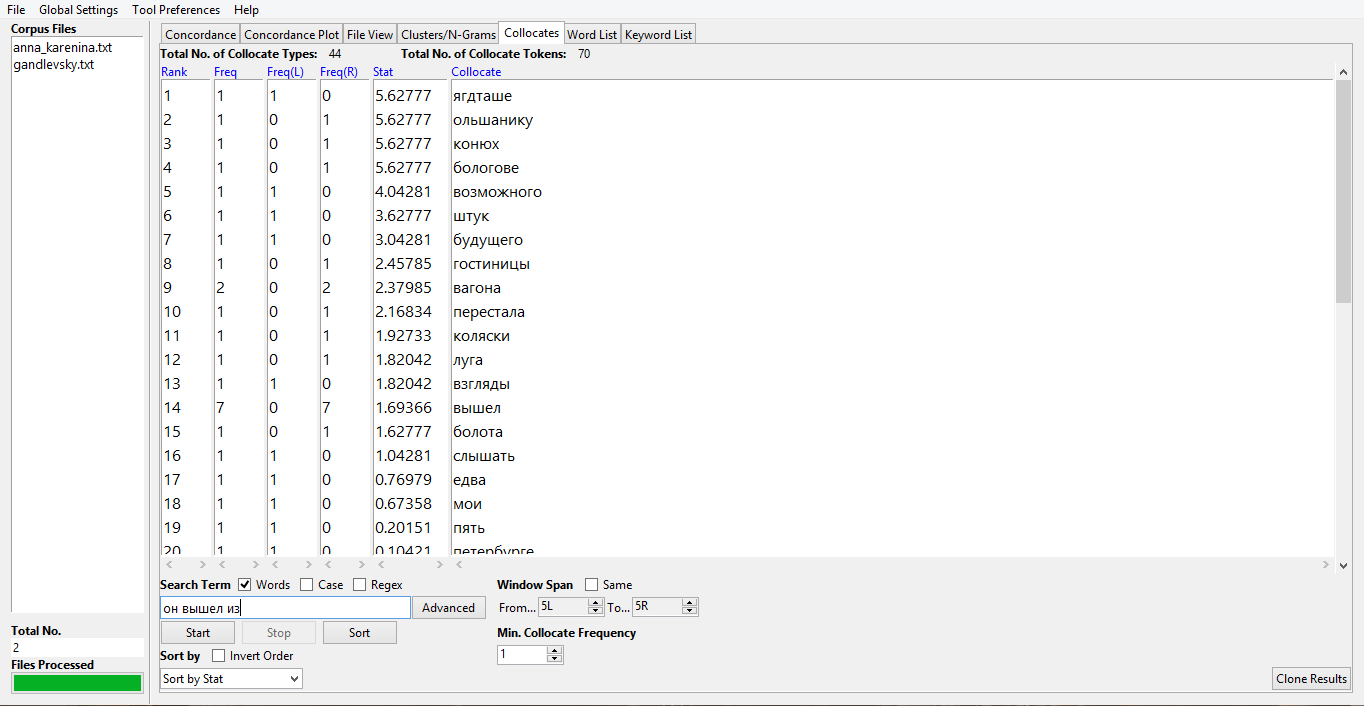 File Global Settings Tool Preferences Help
Corpus Files
anna_karenina.txt
gandlevsky.txt
Concordance Concordance Plot File View Clusters/N-Grams Collocates Word List Keyword List
Total No. of Collocate Types: 44 Total No. of Collocate Tokens: 70
Rank Freq Freq(L) Freq(R) Stat Collocate
1 1 1 0 5.62777 ягдташе
2 1 0 1 5.62777 ольшанику
3 1 0 1 5.62777 конюх
4 1 0 1 5.62777 бологове
5 1 1 0 4.04281 возможного
6 1 1 0 3.62777 штук
7 1 1 0 3.04281 будущего
8 1 0 1 2.45785 гостиницы
9 2 0 2 2.37985 вагона
10 1 0 1 2.16834 перестала
11 1 0 1 1.92733 коляски
12 1 0 1 1.82042 луга
13 1 1 0 1.82042 взгляды
14 7 0 7 1.69366 вышел
15 1 0 1 1.62777 болота
16 1 1 0 1.04281 слышать
17 1 1 0 0.76979 едва
18 1 1 0 0.67358 мои
19 1 1 0 0.20151 пять
20 1 1 0 0.10421 петербурге
Search Term Words Case Regex
он вышел из
Advanced
Start Stop Sort
Sort by Invert Order
Sort by Stat
Window Span Same
From... 5L To... 5R
Min. Collocate Frequency
1
Clone Results
Total No.
2
Files Processed